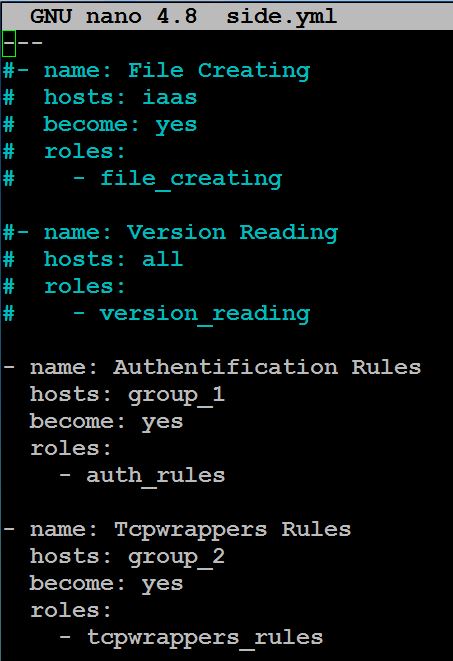 GNU nano 4.8  side.yml
---
#- name: File Creating
#  hosts: iaas
#  become: yes
#  roles:
#    - file_creating
#- name: Version Reading
#  hosts: all
#  roles:
#    - version_reading
- name: Authentification Rules
  hosts: group_1
  become: yes
  roles:
    - auth_rules
- name: Tcpwrappers Rules
  hosts: group_2
  become: yes
  roles:
    - tcpwrappers_rules